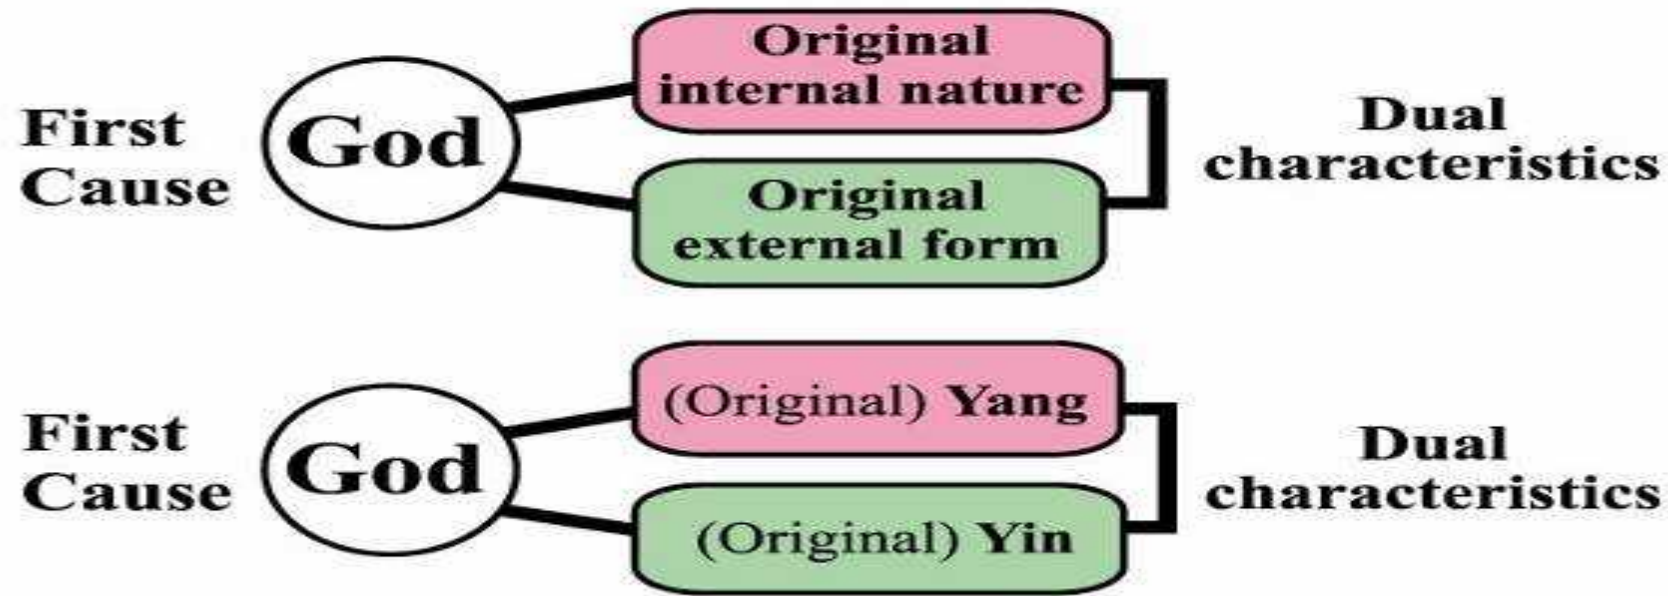 First
Cause
God
Original
internal nature
Original
external form
Dual
characteristics
First
Cause
God
(Original) Yang
(Original) Yin
Dual
characteristics